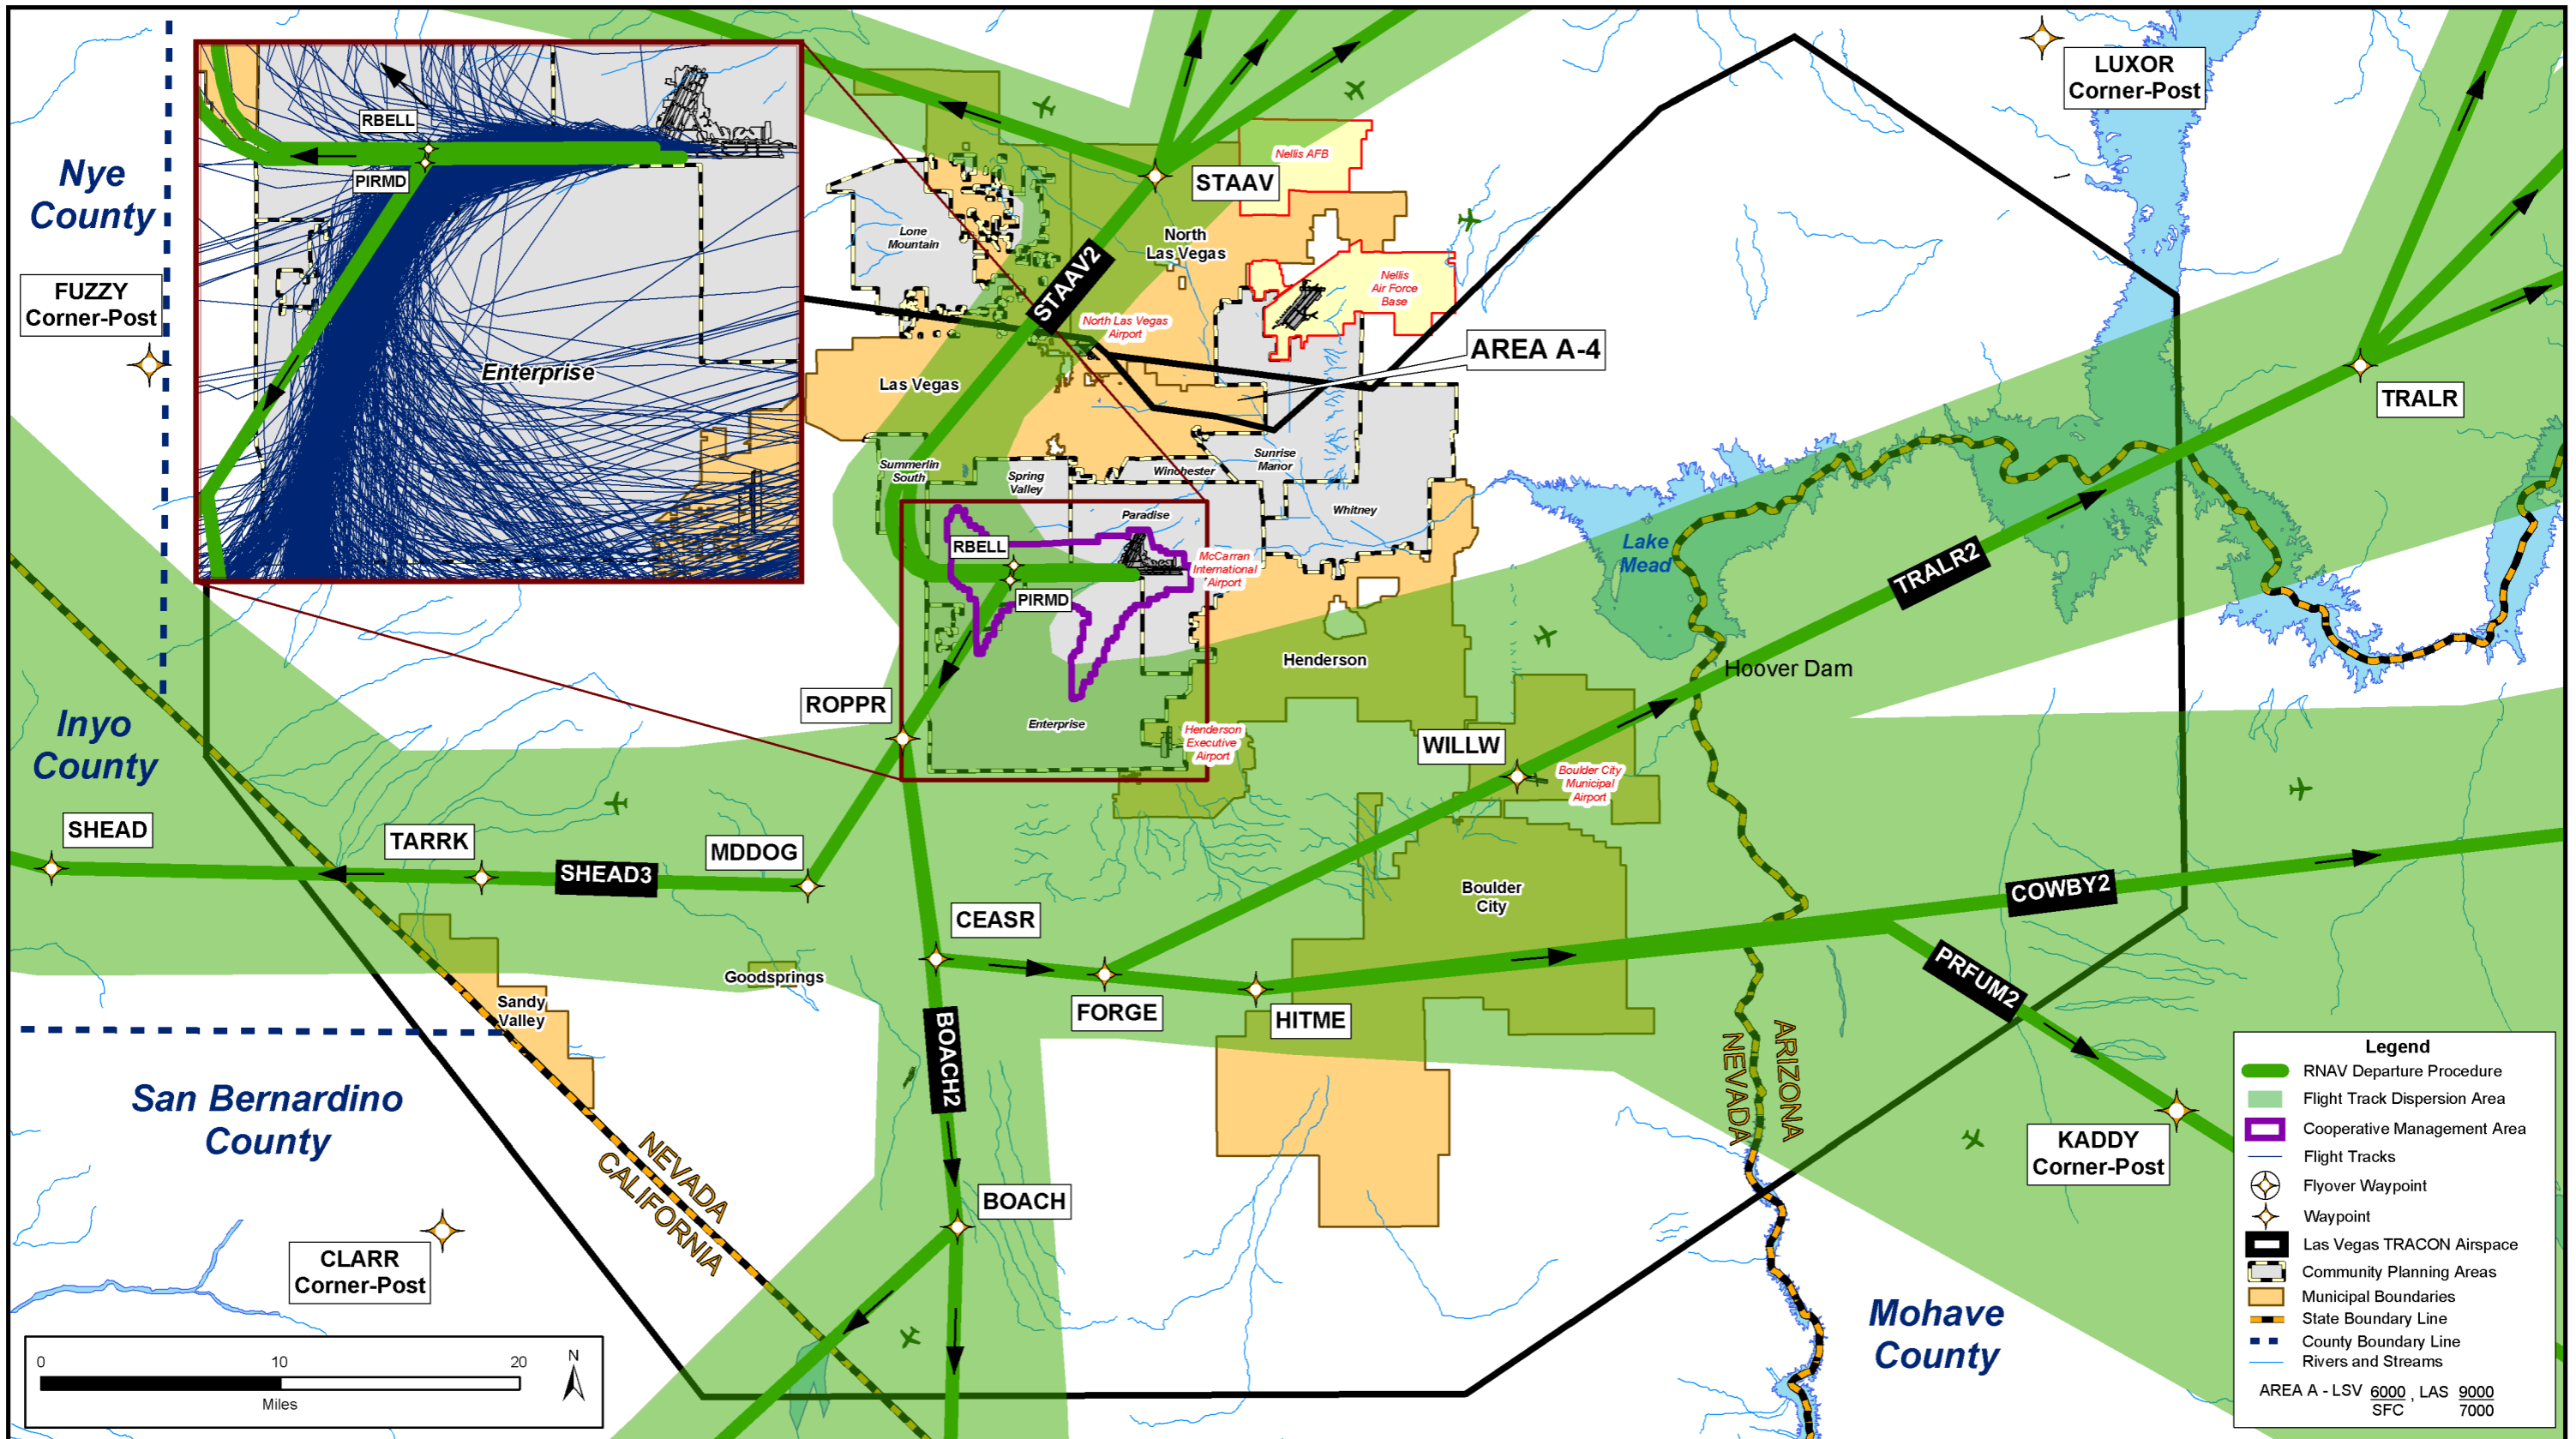 LUXOR
Corner-Post
RBELL
PIRMD
Enterprise
Nye
County
FUZZY
Corner-Post
Nellis AFB
STAAV
Lone
Mountain
North
Las Vegas
STAAV2
Nellis
Air Force
Base
North Las Vegas
Airport
AREA A-4
Las Vegas
TRALR
Summerlin
South
Spring
Valley
Winchester
Sunrise
Manor
Paradise
Whitney
RBELL
McCarran
International
Airport
PIRMD
Lake
Mead
TRALR2
Henderson
Hoover Dam
ROPPR
Enterprise
Henderson
Executive
Airport
WILLW
Boulder City
Municipal
Airport
Inyo
County
SHEAD
TARRK
MDDOG
SHEAD3
Boulder
City
COWBY2
CEASR
Goodsprings
PRFUM2
Sandy
Valley
FORGE
HITME
BOACH2
ARIZONA
NEVADA
San Bernardino
County
NEVADA
CALIFORNIA
KADDY
Corner-Post
BOACH
CLARR
Corner-Post
Mohave
County
0 10 20
Miles
N
Legend
RNAV Departure Procedure
Flight Track Dispersion Area
Cooperative Management Area
Flight Tracks
Flyover Waypoint
Waypoint
Las Vegas TRACON Airspace
Community Planning Areas
Municipal Boundaries
State Boundary Line
County Boundary Line
Rivers and Streams
AREA A - LSV 6000 , LAS 9000
SFC 7000